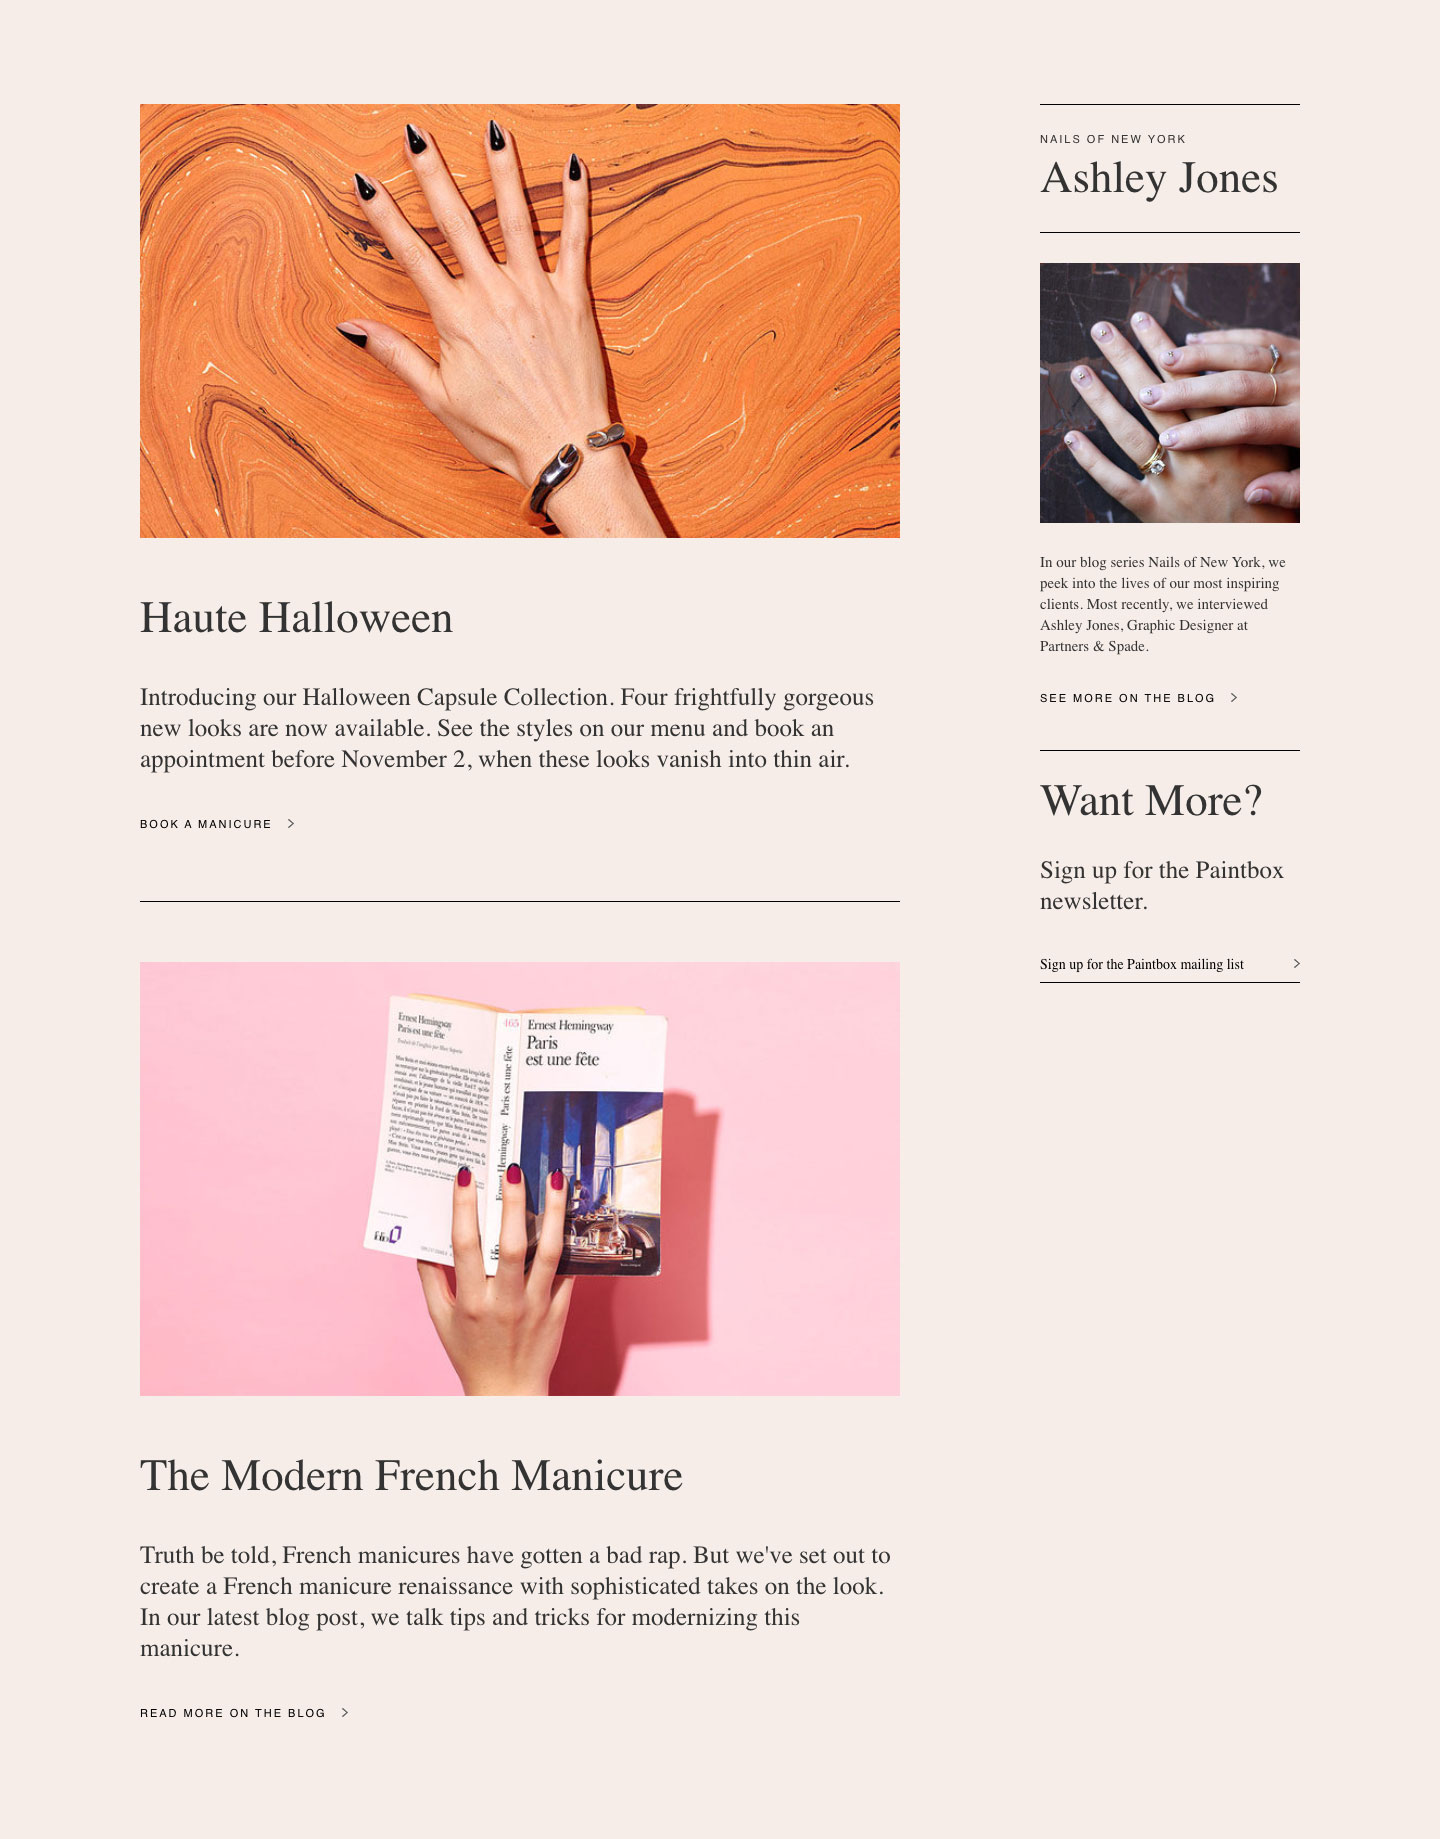 Ernest Hemingway
Paris est une fête
465
Ernest Hemingway
Paris
est une fête
Ernest Hemingway Paris est une fête
folio
Haute Halloween
Introducing our Halloween Capsule Collection. Four frightfully gorgeous
new looks are now available. See the styles on our menu and book an
appointment before November 2, when these looks vanish into thin air.
BOOK A MANICURE >
The Modern French Manicure
Truth be told, French manicures have gotten a bad rap. But we've set out to
create a French manicure renaissance with sophisticated takes on the look.
In our latest blog post, we talk tips and tricks for modernizing this
manicure.
READ MORE ON THE BLOG >
NAILS OF NEW YORK
Ashley Jones
In our blog series Nails of New York, we
peek into the lives of our most inspiring
clients. Most recently, we interviewed
Ashley Jones, Graphic Designer at
Partners & Spade.
SEE MORE ON THE BLOG >
Want More?
Sign up for the Paintbox
newsletter.
Sign up for the Paintbox mailing list >